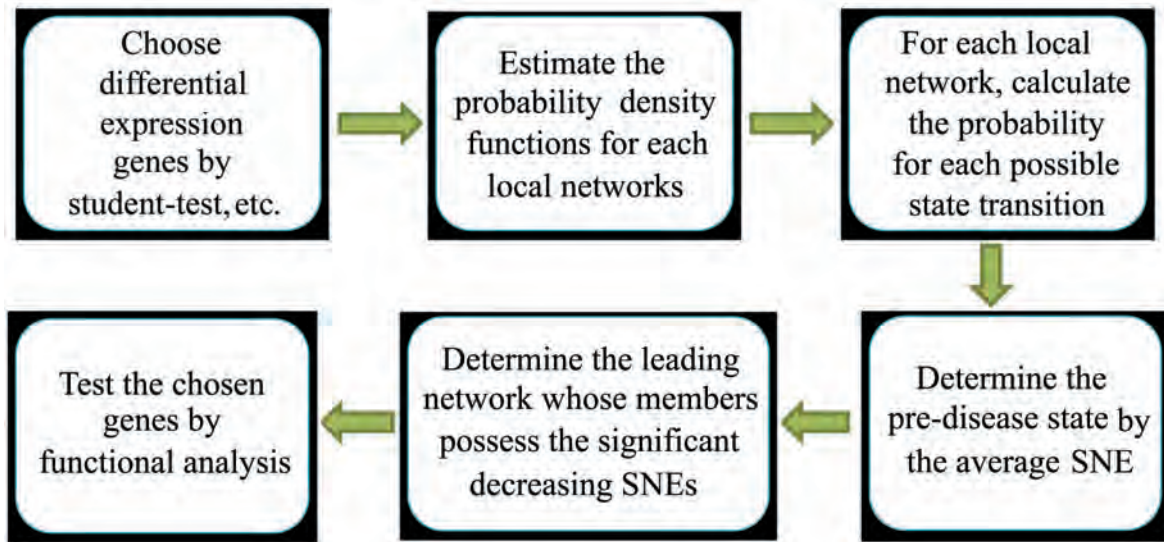 Choose
differential
expression
genes by
student-test, etc.
Estimate the
probability density
functions for each
local networks
For each local
network, calculate
the probability
for each possible
state transition
Determine the
pre-disease state by
the average SNE
Determine the leading
network whose members
possess the significant
decreasing SNEs
Test the chosen
genes by
functional analysis